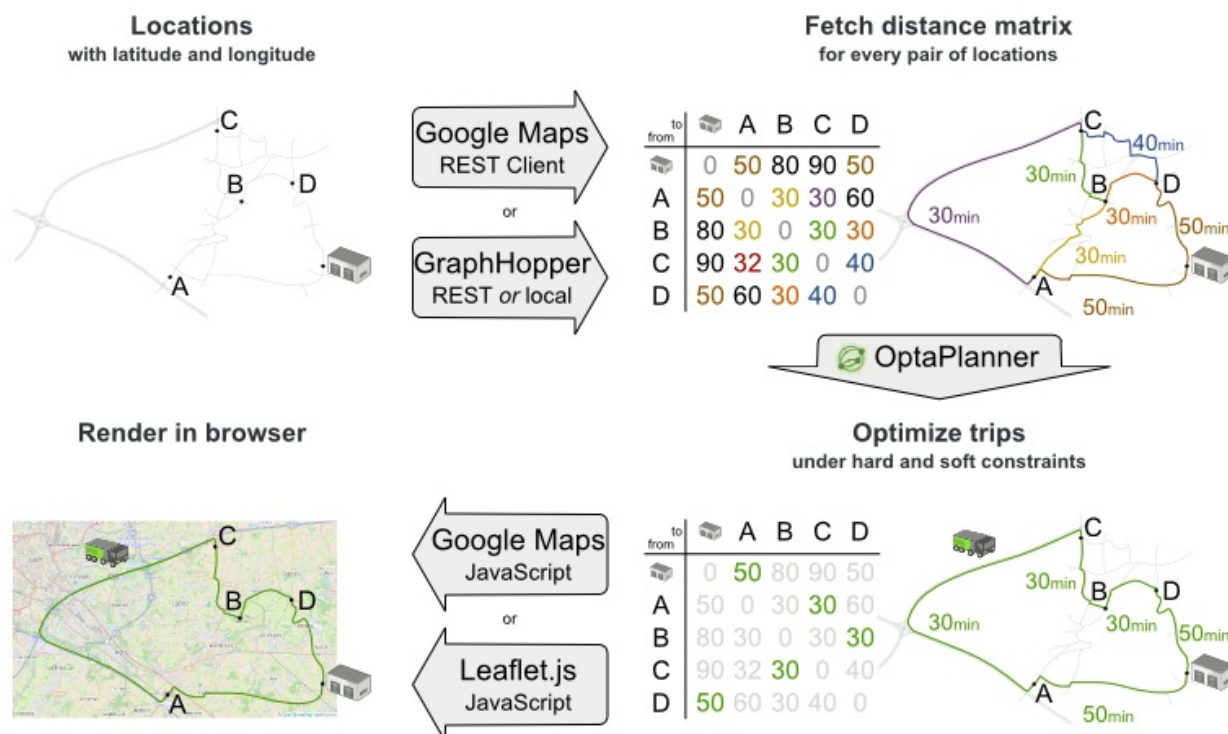 Locations
with latitude and longitude
C
B
D
A
Google Maps
REST Client
or
GraphHopper
REST or local
Fetch distance matrix
for every pair of locations
to
from
A B C D
0 50 80 90 50
A 50 0 30 30 60
B 80 30 0 30 30
C 90 32 30 0 40
D 50 60 30 40 0
C
40min
30min
B
D
30min
30min
50min
30min
A
50min
OptaPlanner
Render in browser
C
B
D
A
Google Maps
JavaScript
or
Leaflet.js
JavaScript
Optimize trips
under hard and soft constraints
to
from
A B C D
0 50 80 90 50
A 50 0 30 30 60
B 80 30 0 30 30
C 90 32 30 0 40
D 50 60 30 40 0
C
30min
B
D
30min
30min
50min
A
50min